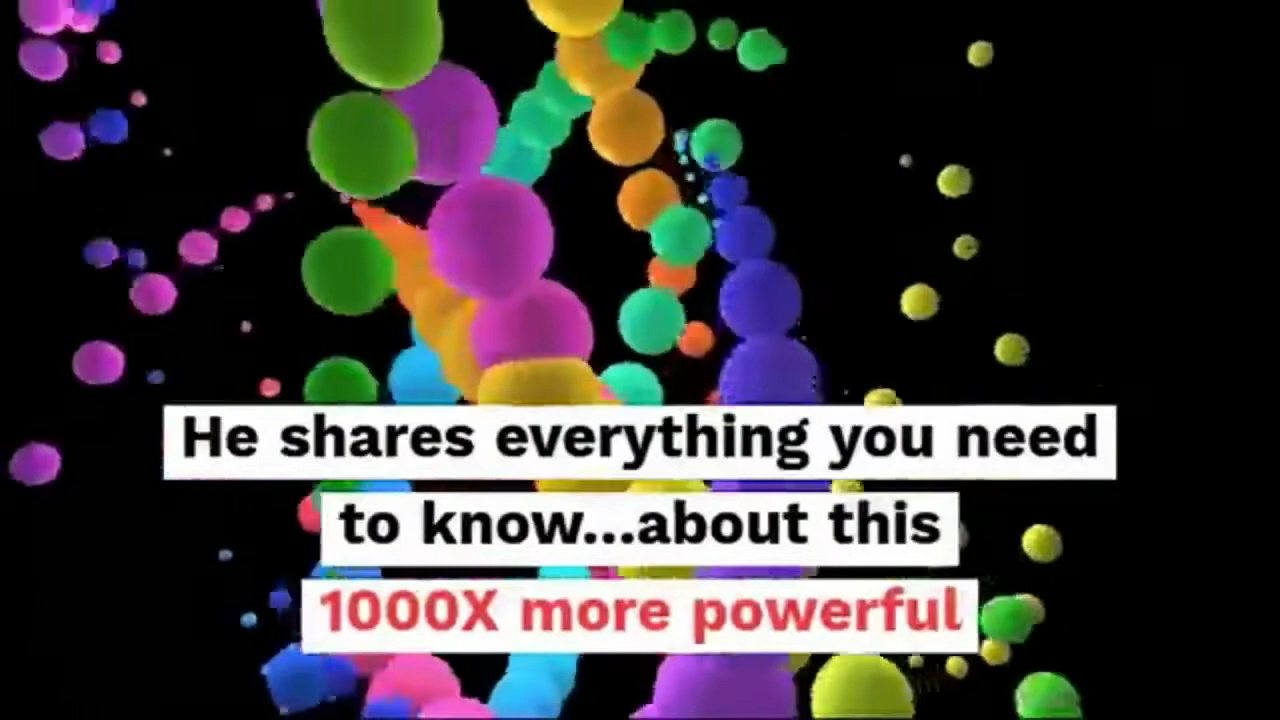 He shares everything you need
to know...about this
1000X more powerful